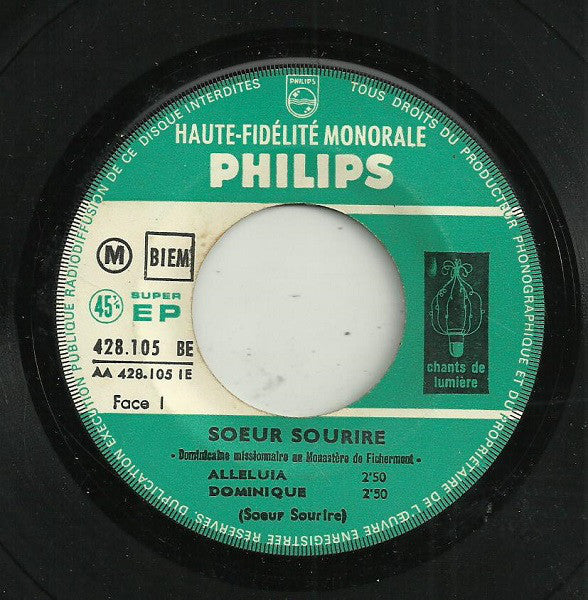 TOUS DROITS DU PRODUCTEUR PHONOGRAPHIQUE ET DU PROPRIÉTAIRE DE L'ŒUVRE ENREGISTREE RÉSERVES. DUPLICATION EXECUTION PUBLIQUE RADIODIFFUSION DE CE DISQUE INTERDITES
PHILIPS
HAUTE-FIDÉLITÉ MONORALE
PHILIPS
M BIEM
45 SUPER EP
428.105 BE
AA 428.105 1E
Face 1
chants de
lumière
SOEUR SOURIRE
- Dominicaine missionnaire au Monastère de Fichermont -
ALLELUIA 2'50
DOMINIQUE 2'50
(Soeur Sourire)